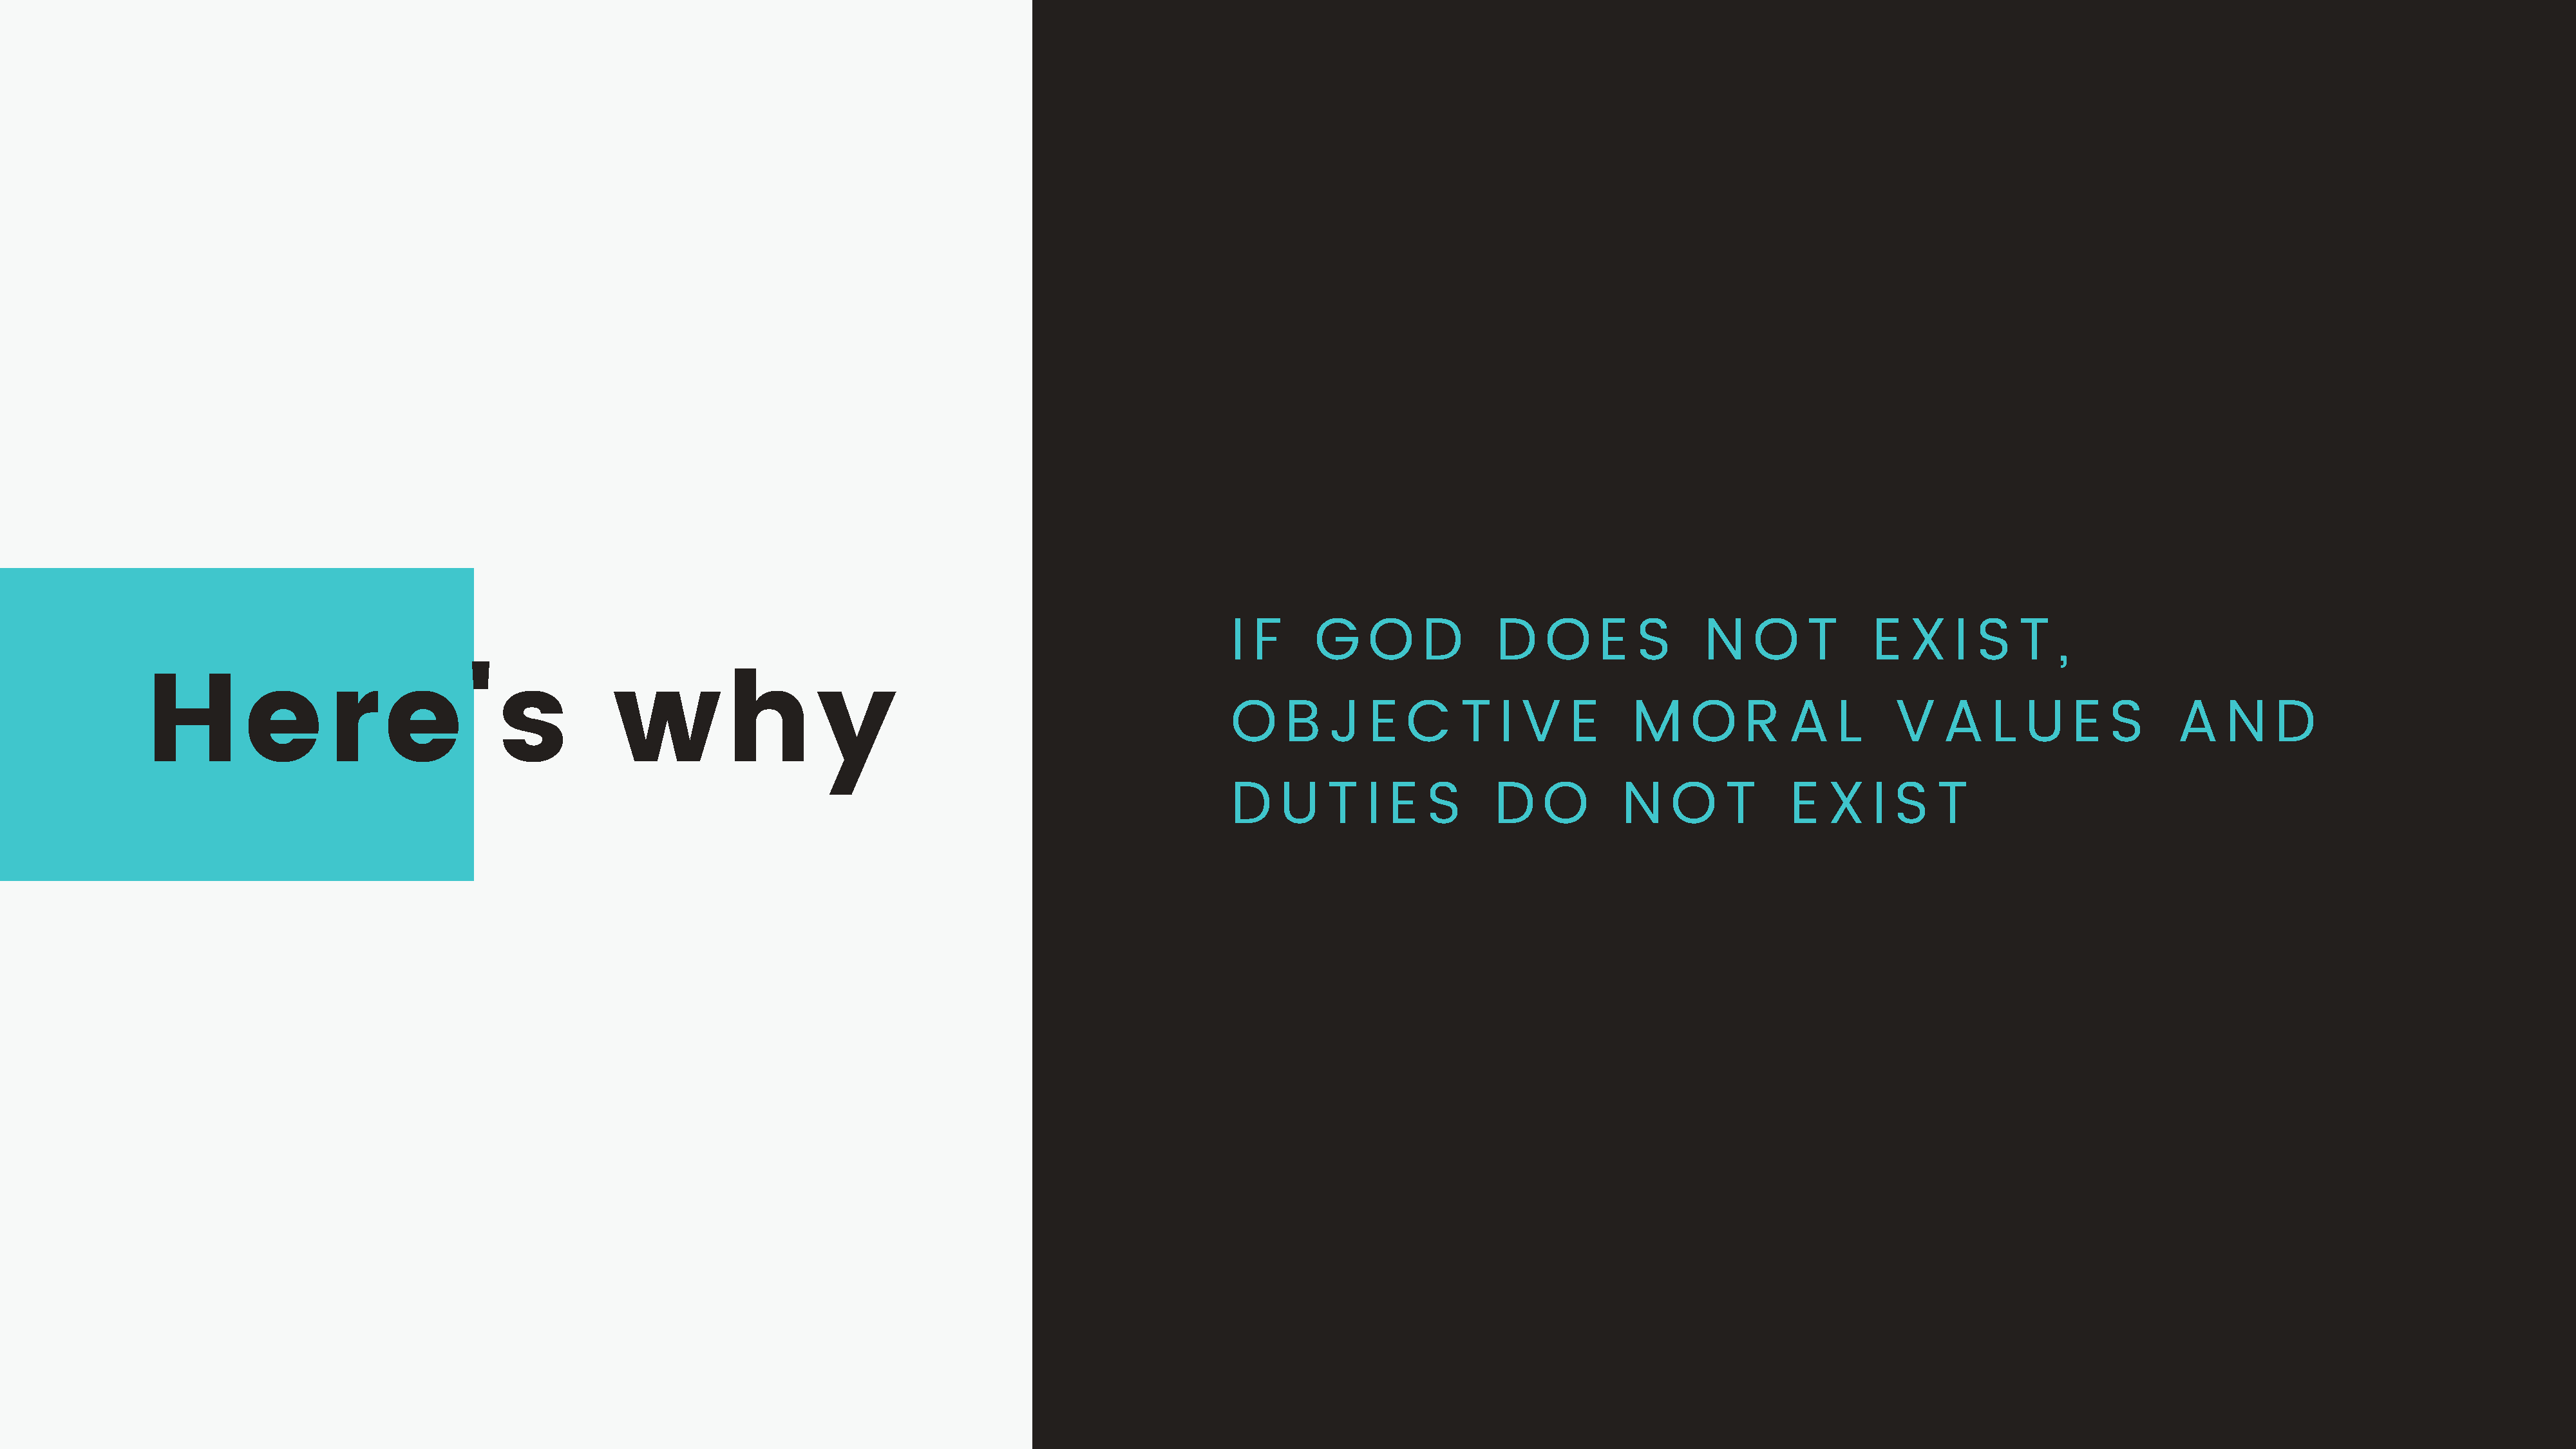 Here's why
IF GOD DOES NOT EXIST,
OBJECTIVE MORAL VALUES AND
DUTIES DO NOT EXIST